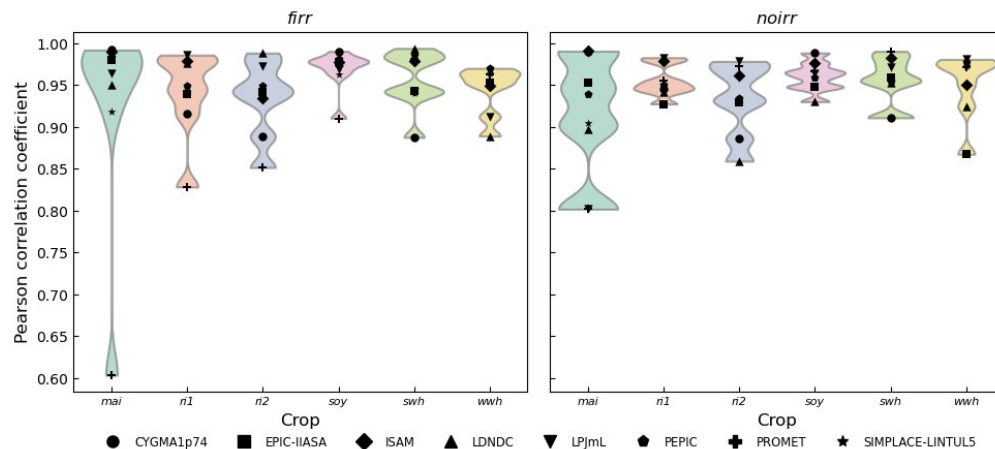 firr noirr
1.00
0.95
0.90
0.85
0.80
0.75
0.70
0.65
0.60
Pearson correlation coefficient
mai ri1 ri2 soy swh wwh mai ri1 ri2 soy swh wwh
Crop Crop
CYGMA1p74 EPIC-IIASA ISAM LDNDC LPJmL PEPIC PROMET SIMPLACE-LINTUL5